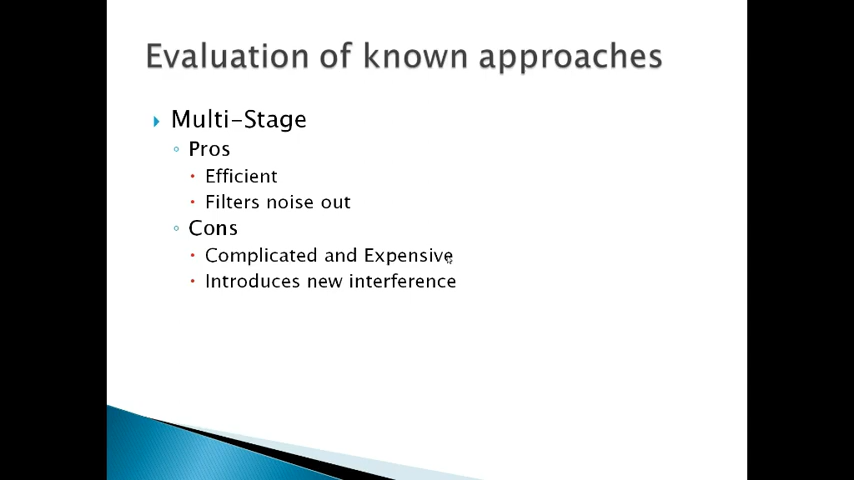 Evaluation of known approaches
Multi-Stage
Pros
Efficient
Filters noise out
Cons
Complicated and Expensive
Introduces new interference